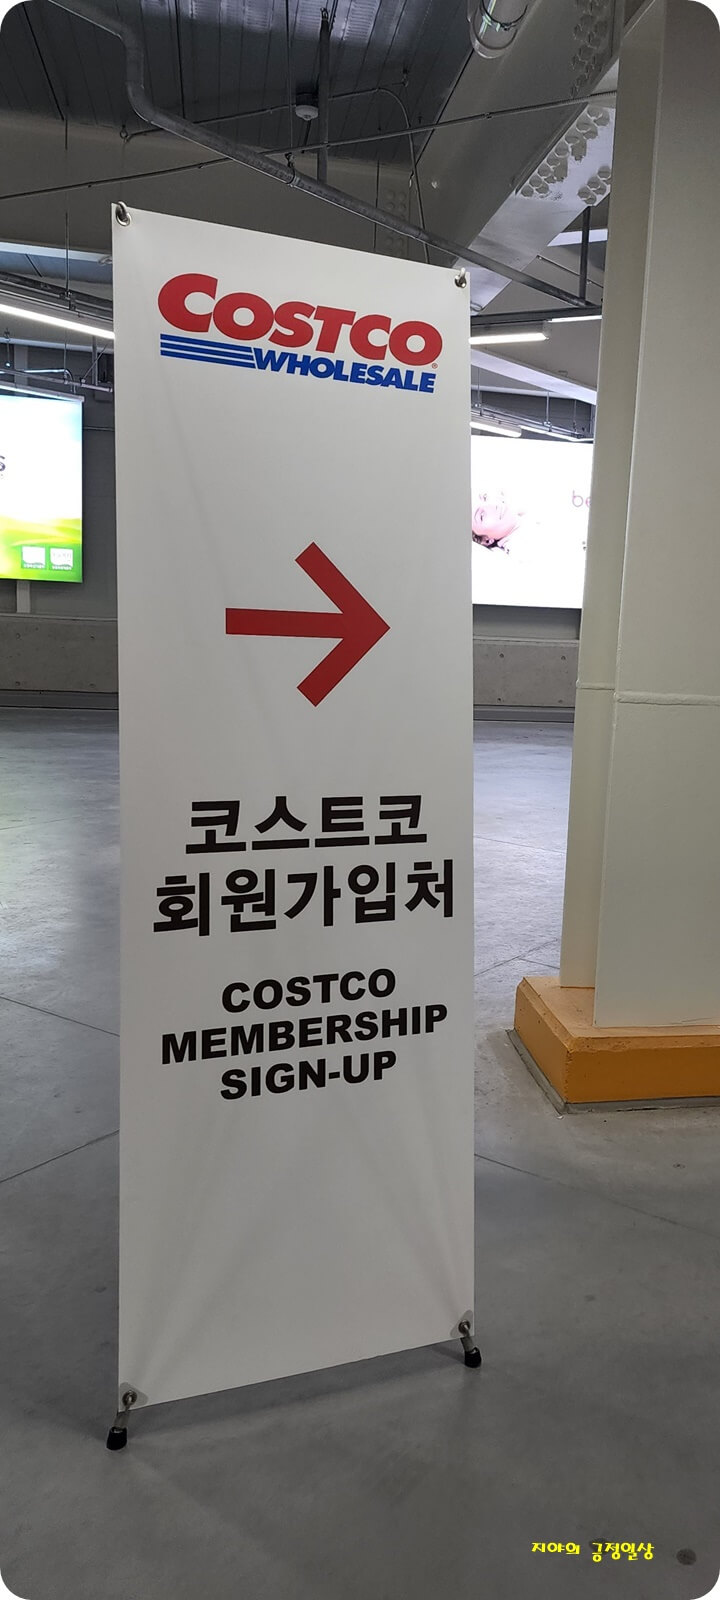 COSTCO
WHOLESALE
코스트코
회원가입처
COSTCO
MEMBERSHIP
SIGN-UP
지야의 긍정일상